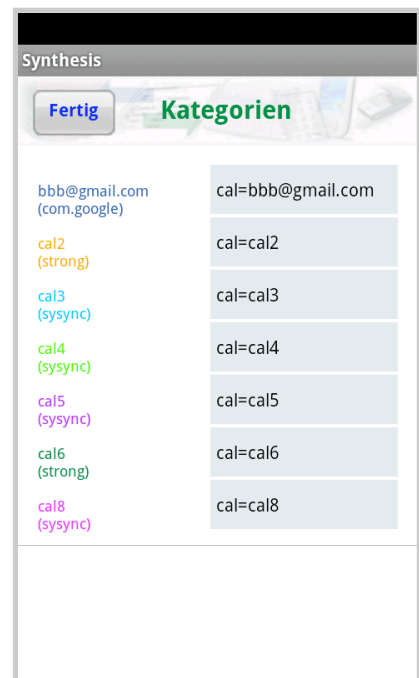 Synthesis
Fertig
Kategorien
bbb@gmail.com
(com.google)
cal=bbb@gmail.com
cal2
(strong)
cal=cal2
cal3
(sysync)
cal=cal3
cal4
(sysync)
cal=cal4
cal5
(sysync)
cal=cal5
cal6
(strong)
cal=cal6
cal8
(sysync)
cal=cal8